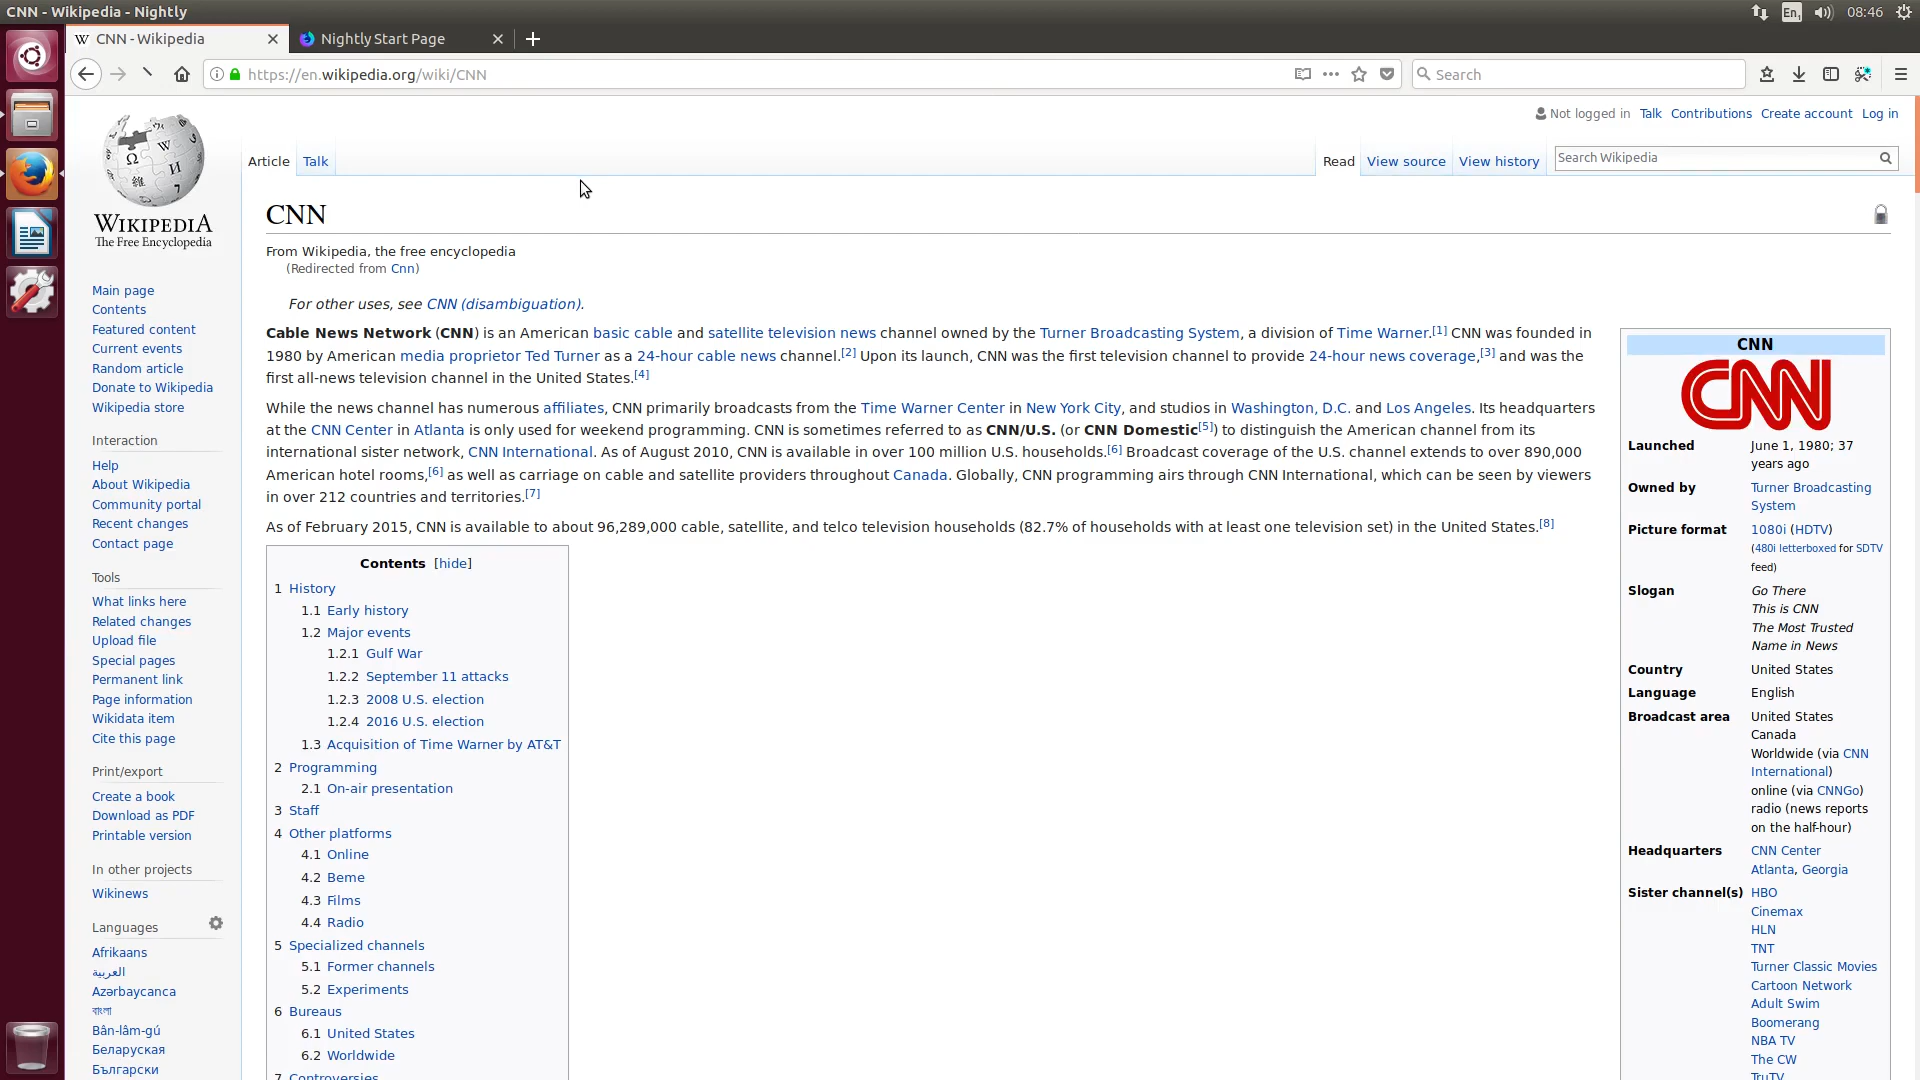 CNN - Wikipedia - Nightly
En
08:46
W CNN - Wikipedia
Nightly Start Page
https://en.wikipedia.org/wiki/CNN
Search
Not logged in Talk Contributions Create account Log in
Article Talk
Read View source View history
Search Wikipedia
WIKIPEDIA
The Free Encyclopedia
Main page
Contents
Featured content
Current events
Random article
Donate to Wikipedia
Wikipedia store
Interaction
Help
About Wikipedia
Community portal
Recent changes
Contact page
Tools
What links here
Related changes
Upload file
Special pages
Permanent link
Page information
Wikidata item
Cite this page
Print/export
Create a book
Download as PDF
Printable version
In other projects
Wikinews
Languages
Afrikaans
العربية
Azərbaycanca
বাংলা
Bân-lâm-gú
Беларуская
Български
CNN
From Wikipedia, the free encyclopedia
(Redirected from Cnn)
For other uses, see CNN (disambiguation).
Cable News Network (CNN) is an American basic cable and satellite television news channel owned by the Turner Broadcasting System, a division of Time Warner.[1] CNN was founded in
1980 by American media proprietor Ted Turner as a 24-hour cable news channel.[2] Upon its launch, CNN was the first television channel to provide 24-hour news coverage,[3] and was the
first all-news television channel in the United States.[4]
While the news channel has numerous affiliates, CNN primarily broadcasts from the Time Warner Center in New York City, and studios in Washington, D.C. and Los Angeles. Its headquarters
at the CNN Center in Atlanta is only used for weekend programming. CNN is sometimes referred to as CNN/U.S. (or CNN Domestic[5]) to distinguish the American channel from its
international sister network, CNN International. As of August 2010, CNN is available in over 100 million U.S. households.[6] Broadcast coverage of the U.S. channel extends to over 890,000
American hotel rooms,[6] as well as carriage on cable and satellite providers throughout Canada. Globally, CNN programming airs through CNN International, which can be seen by viewers
in over 212 countries and territories.[7]
As of February 2015, CNN is available to about 96,289,000 cable, satellite, and telco television households (82.7% of households with at least one television set) in the United States.[8]
Contents [hide]
1 History
1.1 Early history
1.2 Major events
1.2.1 Gulf War
1.2.2 September 11 attacks
1.2.3 2008 U.S. election
1.2.4 2016 U.S. election
1.3 Acquisition of Time Warner by AT&T
2 Programming
2.1 On-air presentation
3 Staff
4 Other platforms
4.1 Online
4.2 Beme
4.3 Films
4.4 Radio
5 Specialized channels
5.1 Former channels
5.2 Experiments
6 Bureaus
6.1 United States
6.2 Worldwide
7 Controversies
CNN
CNN
Launched June 1, 1980; 37
years ago
Owned by Turner Broadcasting
System
Picture format 1080i (HDTV)
(480i letterboxed for SDTV
feed)
Slogan Go There
This is CNN
The Most Trusted
Name in News
Country United States
Language English
Broadcast area United States
Canada
Worldwide (via CNN
International)
online (via CNNGo)
radio (news reports
on the half-hour)
Headquarters CNN Center
Atlanta, Georgia
Sister channel(s) HBO
Cinemax
HLN
TNT
Turner Classic Movies
Cartoon Network
Adult Swim
Boomerang
NBA TV
The CW
TruTV